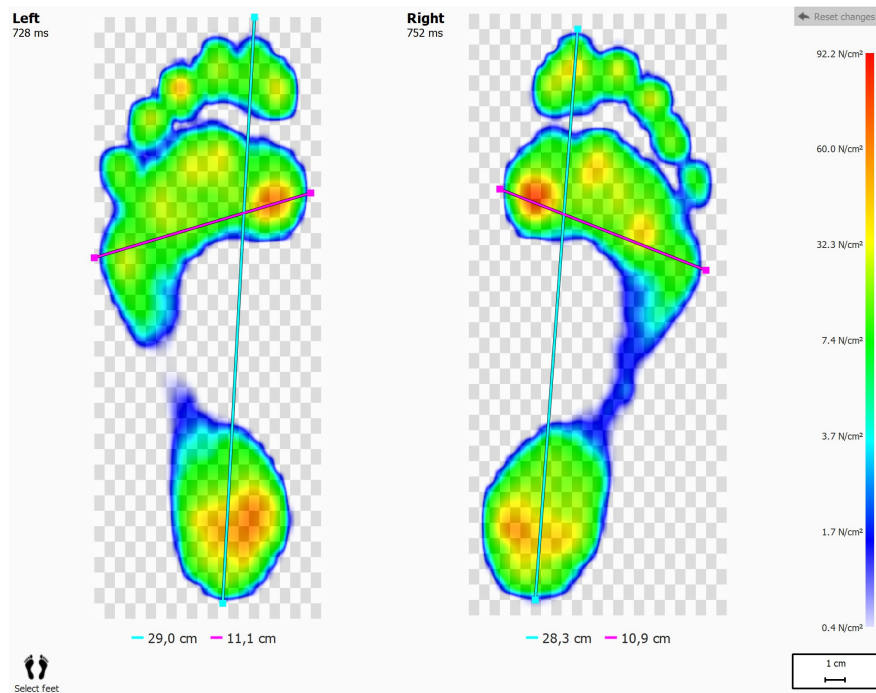 Left
728 ms
Right
752 ms
Reset changes
92.2 N/cm²
60.0 N/cm²
32.3 N/cm²
7.4 N/cm²
3.7 N/cm²
1.7 N/cm²
0.4 N/cm²
29,0 cm 11,1 cm
28,3 cm 10,9 cm
1 cm
Select feet